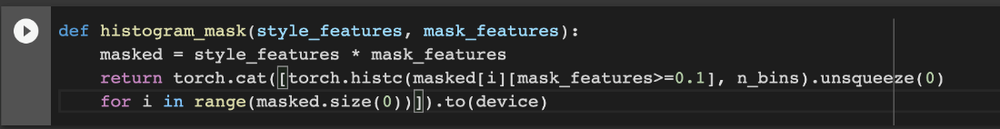 def histogram_mask(style_features, mask_features):
    masked = style_features * mask_features
    return torch.cat([torch.histc(masked[i][mask_features>=0.1], n_bins).unsqueeze(0)
    for i in range(masked.size(0))]).to(device)